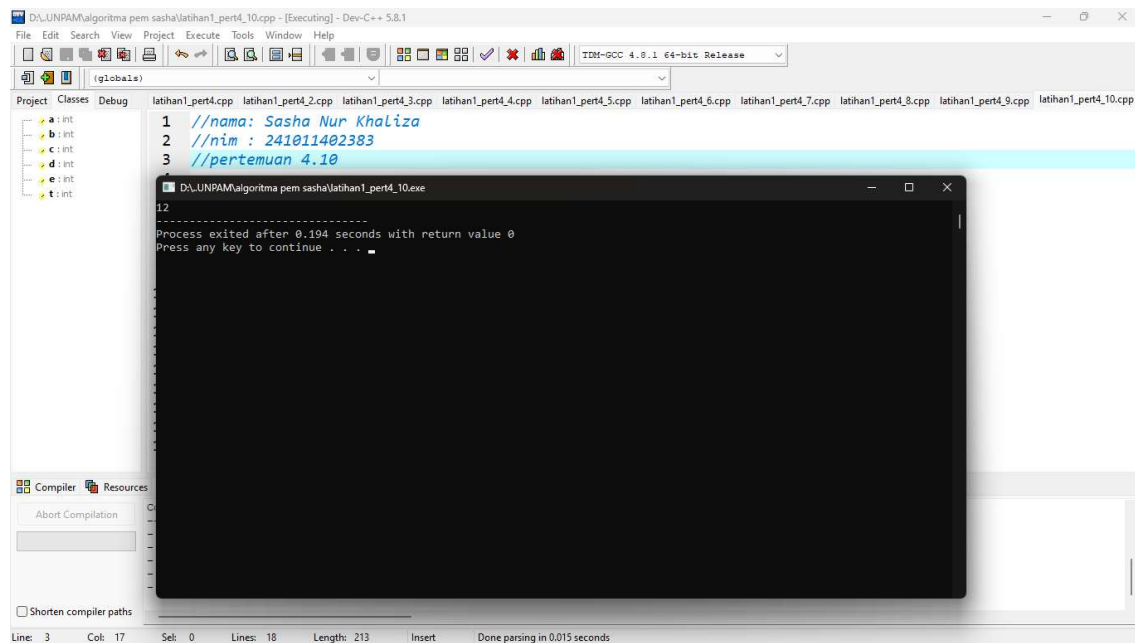 D:\..UNPAM\algoritma pem sasha\latihan1_pert4_10.cpp - [Executing] - Dev-C++ 5.8.1
File Edit Search View Project Execute Tools Window Help
TDM-GCC 4.8.1 64-bit Release
(globals)
Project Classes Debug latihan1_pert4.cpp latihan1_pert4_2.cpp latihan1_pert4_3.cpp latihan1_pert4_4.cpp latihan1_pert4_5.cpp latihan1_pert4_6.cpp latihan1_pert4_7.cpp latihan1_pert4_8.cpp latihan1_pert4_9.cpp latihan1_pert4_10.cpp
a : int
b : int
c : int
d : int
e : int
t : int
1 //nama: Sasha Nur Khaliza
2 //nim : 241011402383
3 //pertemuan 4.10
D:\..UNPAM\algoritma pem sasha\latihan1_pert4_10.exe
12
--------------------------------
Process exited after 0.194 seconds with return value 0
Press any key to continue . . .
Compiler Resources
Abort Compilation
Shorten compiler paths
Line: 3 Col: 17 Sel: 0 Lines: 18 Length: 213 Insert Done parsing in 0.015 seconds